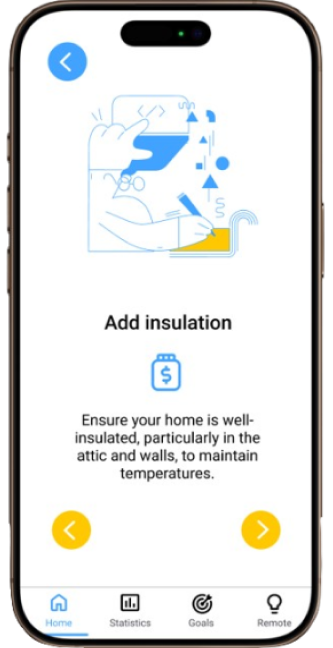 </>
Add insulation
$
Ensure your home is well-
insulated, particularly in the
attic and walls, to maintain
temperatures.
Home
Statistics
Goals
Remote